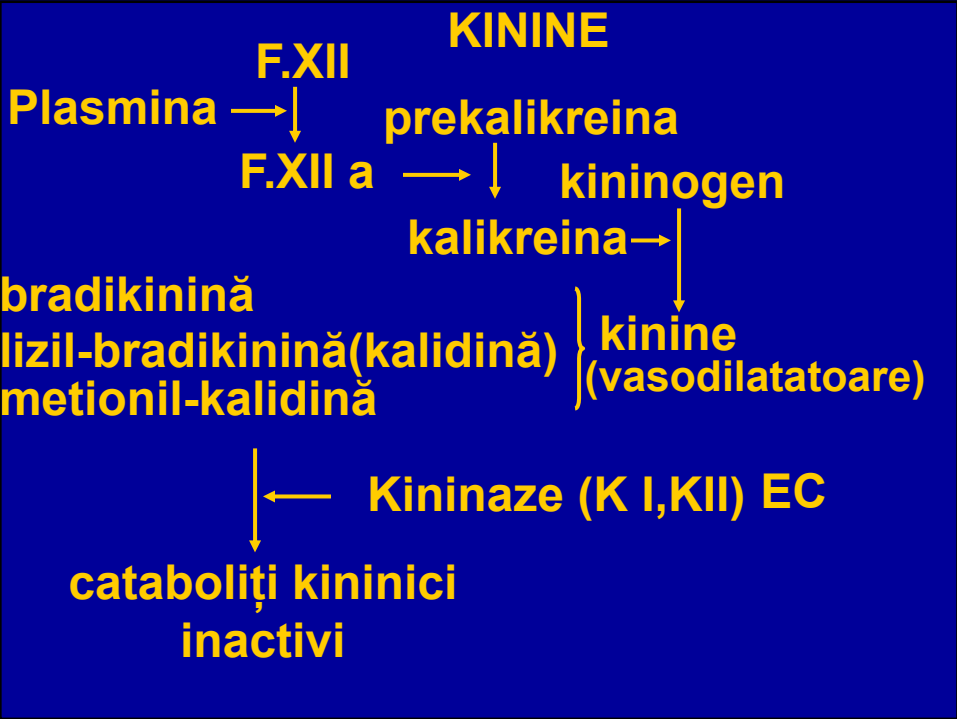 KININE
F.XII
Plasmina
prekalikreina
F.XII a
kininogen
kalikreina
bradikinină
lizil-bradikinină(kalidină)
metionil-kalidină
kinine
(vasodilatatoare)
Kininaze (K I,KII) EC
cataboliți kininici
inactivi